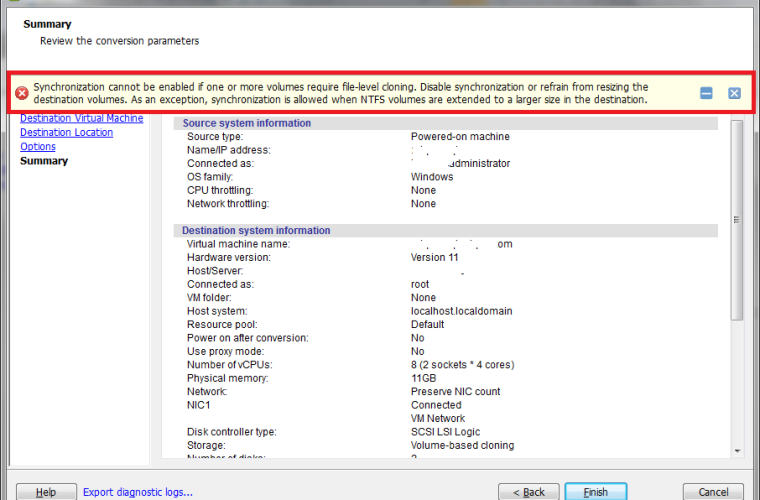 Summary
Review the conversion parameters
Synchronization cannot be enabled if one or more volumes require file-level cloning. Disable synchronization or refrain from resizing the
destination volumes. As an exception, synchronization is allowed when NTFS volumes are extended to a larger size in the destination.
Destination Virtual Machine
Destination Location
Options
Summary
Source system information
Source type: Powered-on machine
Name/IP address:
Connected as: administrator
OS family: Windows
CPU throttling: None
Network throttling: None
Destination system information
Virtual machine name: om
Hardware version: Version 11
Host/Server:
Connected as: root
VM folder: None
Host system: localhost.localdomain
Resource pool: Default
Power on after conversion: No
Use proxy mode: No
Number of vCPUs: 8 (2 sockets * 4 cores)
Physical memory: 11GB
Network: Preserve NIC count
NIC1 Connected
VM Network
Disk controller type: SCSI LSI Logic
Storage: Volume-based cloning
Number of disks: 2
Help Export diagnostic logs... < Back Finish Cancel